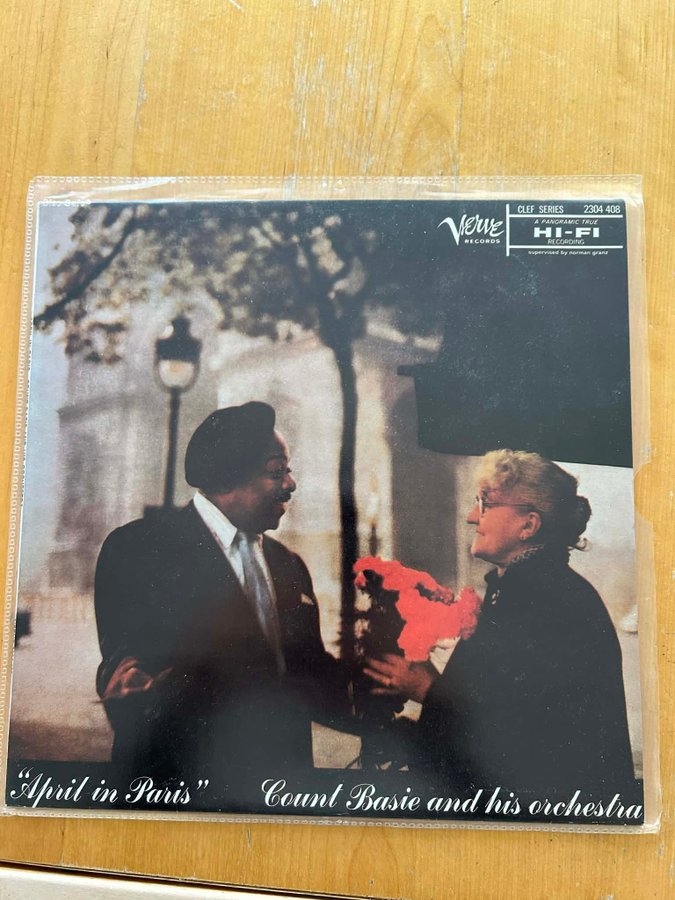 Verve
RECORDS
CLEF SERIES 2304 408
A PANORAMIC TRUE
HI-FI
RECORDING
supervised by norman granz
"April in Paris" Count Basie and his orchestra